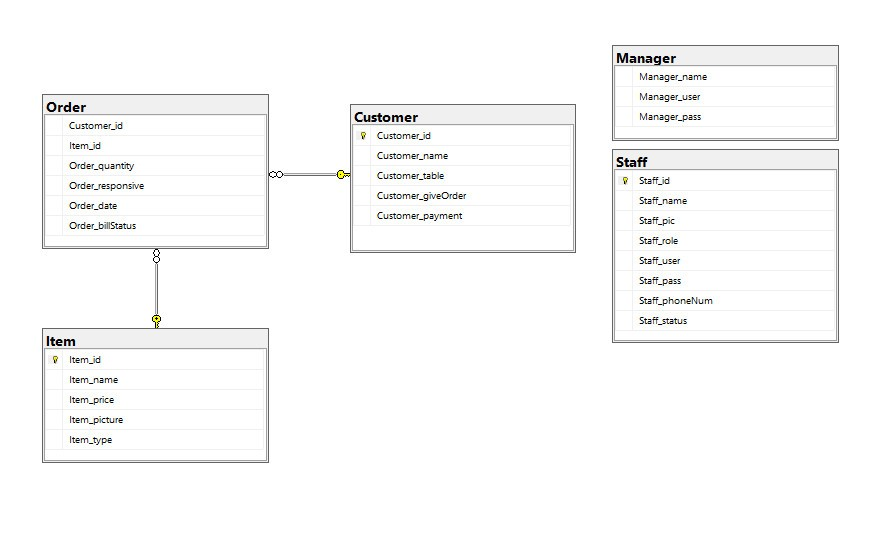 Order
Customer_id
Item_id
Order_quantity
Order_responsive
Order_date
Order_billStatus
Customer
Customer_id
Customer_name
Customer_table
Customer_giveOrder
Customer_payment
Item
Item_id
Item_name
Item_price
Item_picture
Item_type
Manager
Manager_name
Manager_user
Manager_pass
Staff
Staff_id
Staff_name
Staff_pic
Staff_role
Staff_user
Staff_pass
Staff_phoneNum
Staff_status